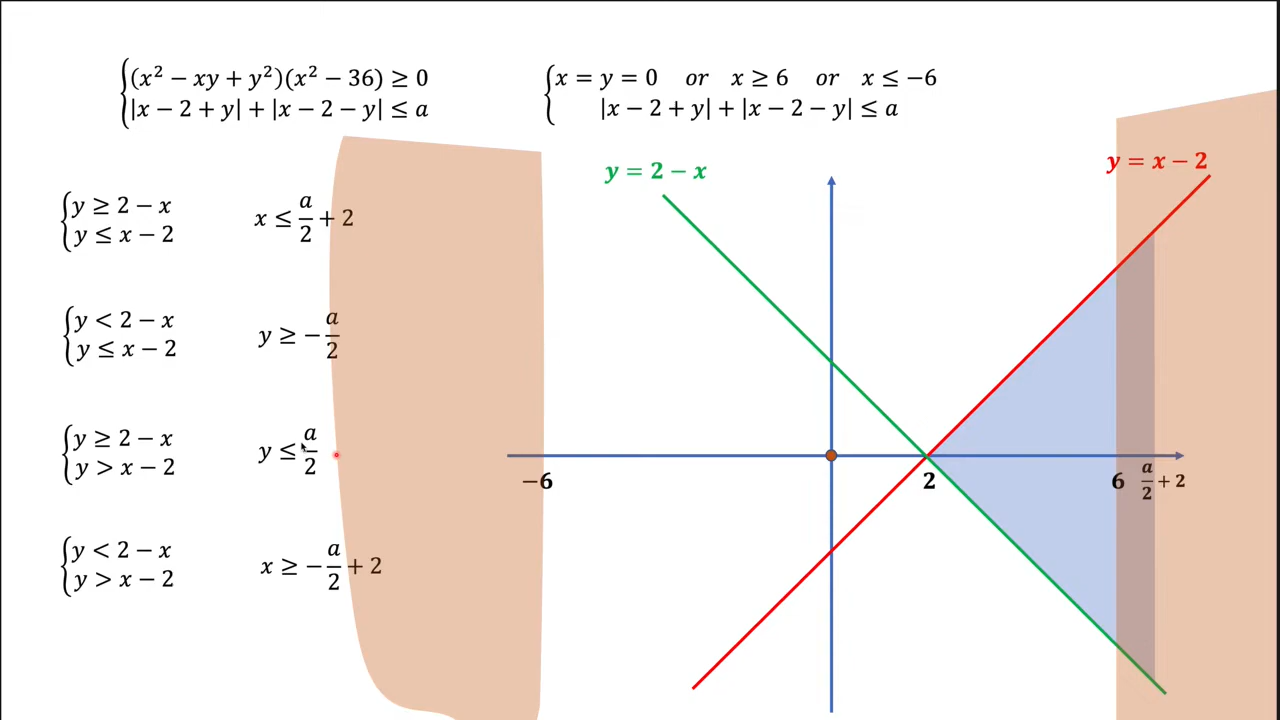 {(x² − xy + y²)(x² − 36) ≥ 0
|x − 2 + y| + |x − 2 − y| ≤ a
{x = y = 0 or x ≥ 6 or x ≤ −6
|x − 2 + y| + |x − 2 − y| ≤ a
y = 2 − x
y = x − 2
{y ≥ 2 − x
y ≤ x − 2
x ≤ a/2 + 2
{y < 2 − x
y ≤ x − 2
y ≥ −a/2
{y ≥ 2 − x
y > x − 2
y ≤ a/2
{y < 2 − x
y > x − 2
x ≥ −a/2 + 2
−6
2
6
a/2 + 2